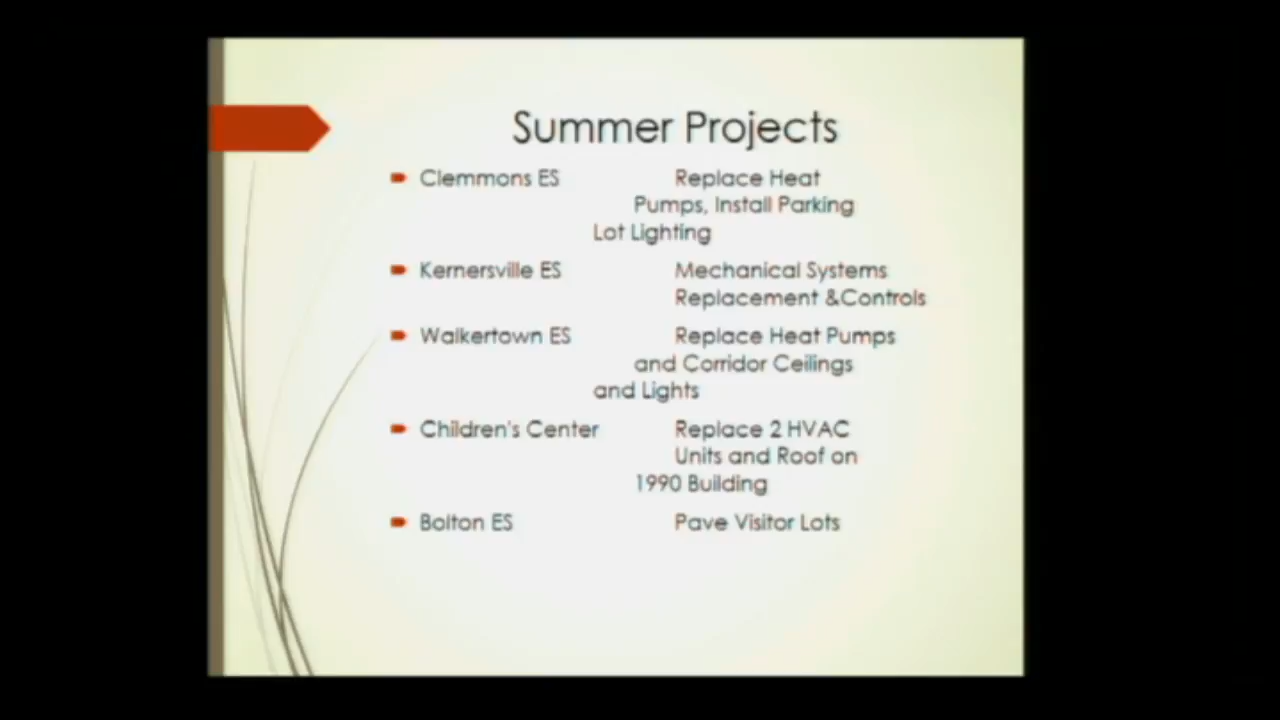 Summer Projects
Clemmons ES Replace Heat
Pumps, Install Parking
Lot Lighting
Kernersville ES Mechanical Systems
Replacement &Controls
Walkertown ES Replace Heat Pumps
and Corridor Ceilings
and Lights
Children's Center Replace 2 HVAC
Units and Roof on
1990 Building
Bolton ES Pave Visitor Lots